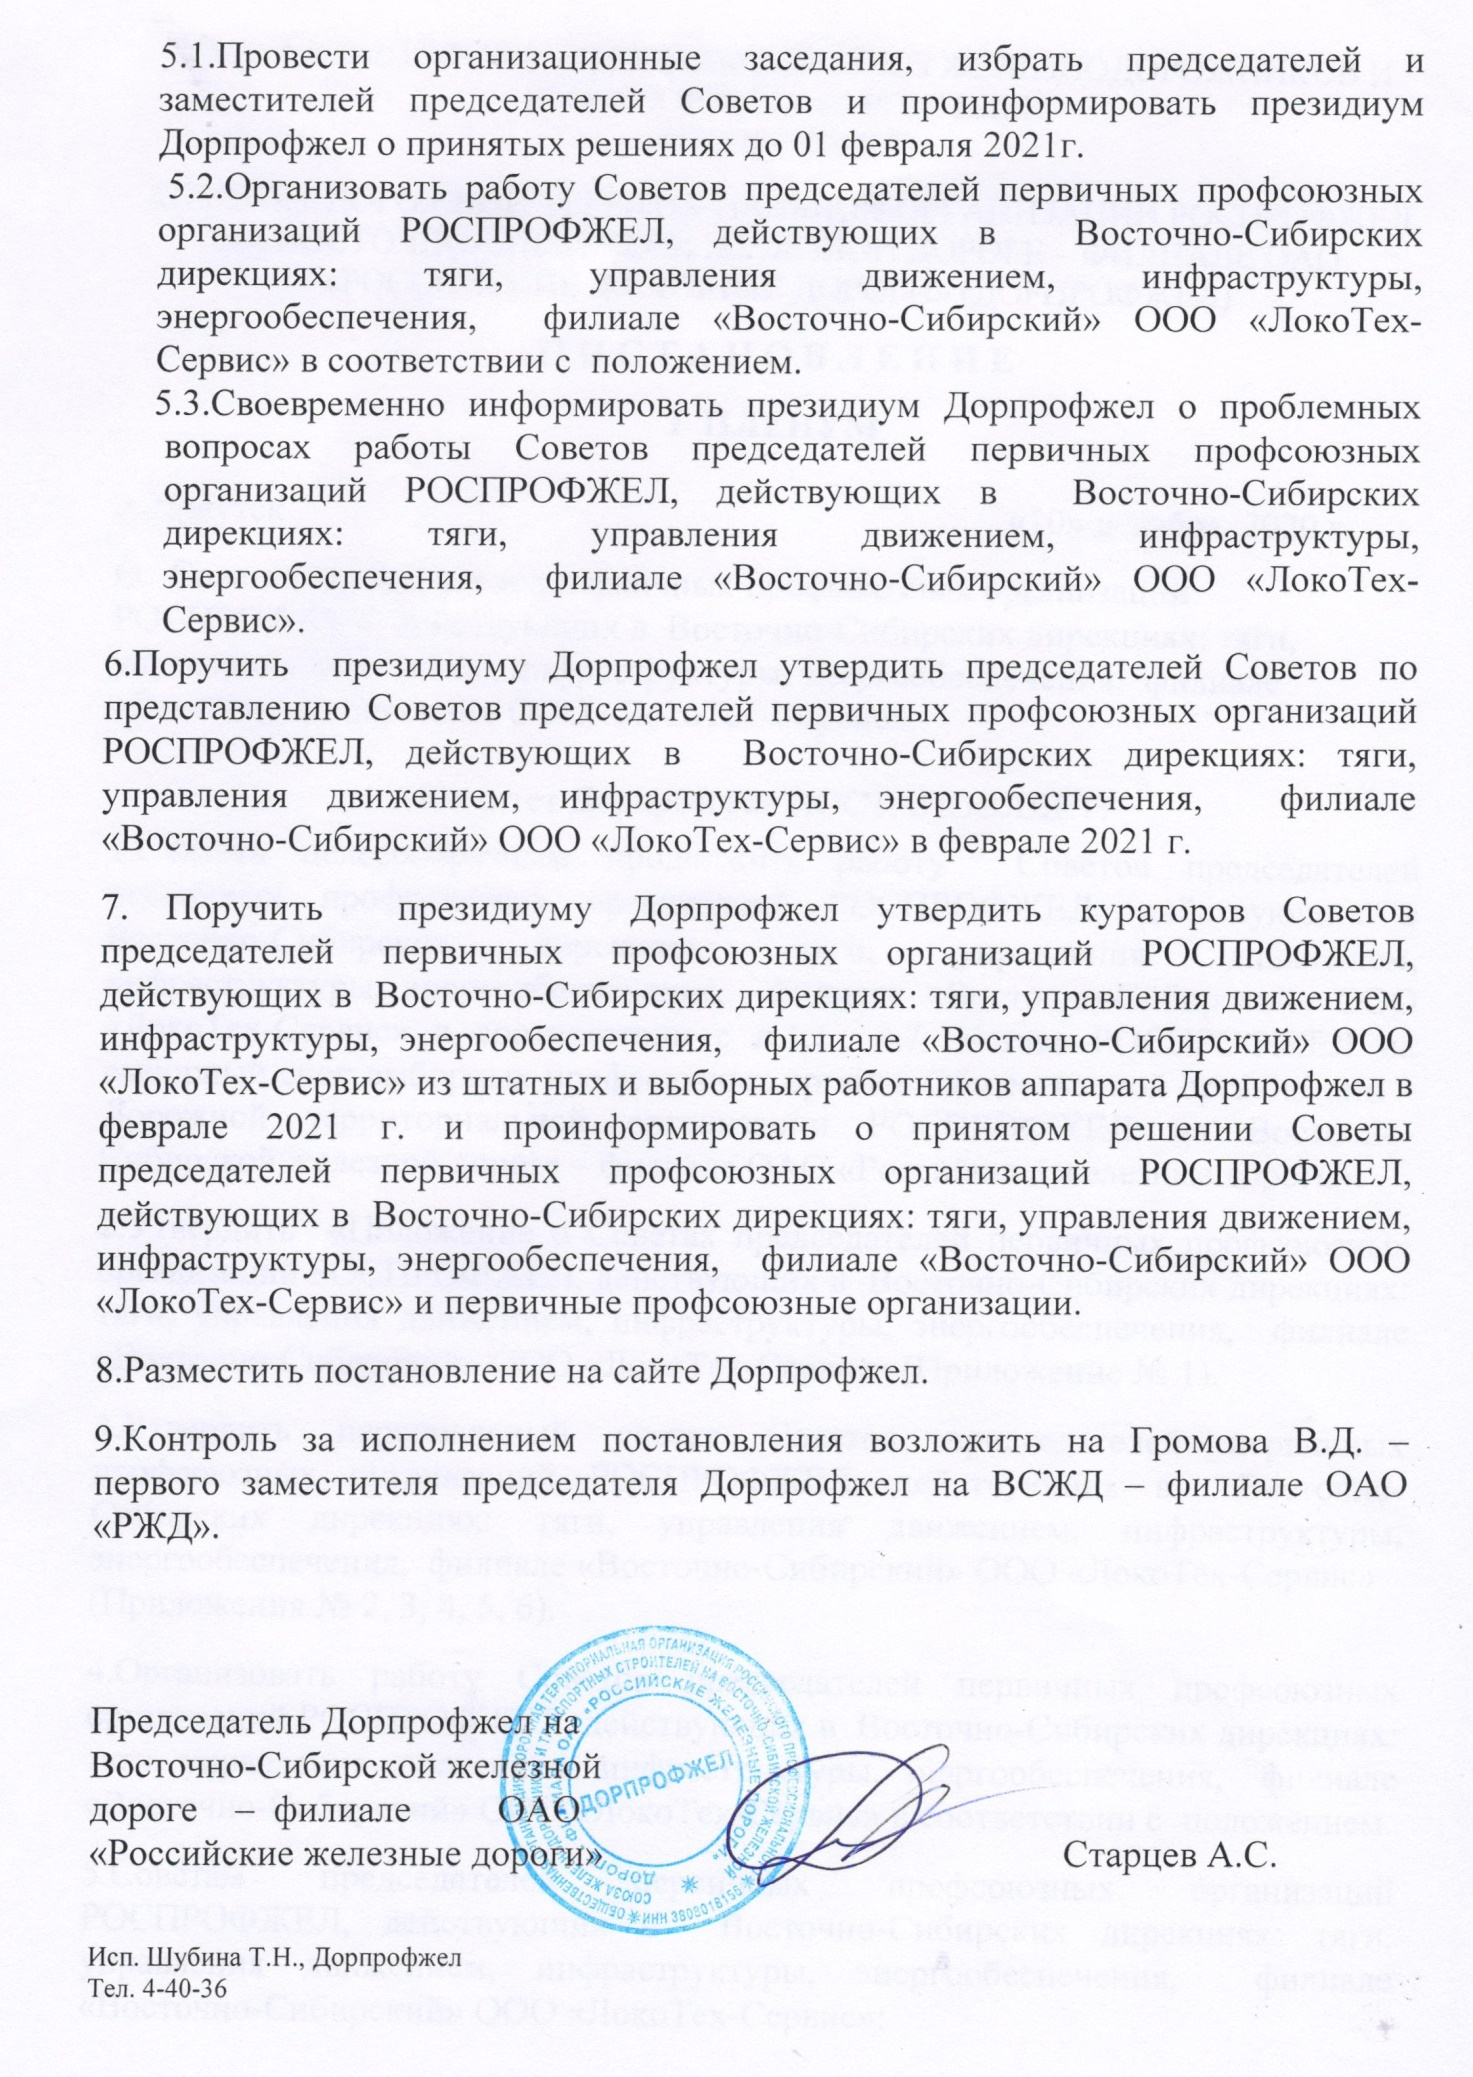 5.1.Провести организационные заседания, избрать председателей и
заместителей председателей Советов и проинформировать президиум
Дорпрофжел о принятых решениях до 01 февраля 2021г.
5.2.Организовать работу Советов председателей первичных профсоюзных
организаций РОСПРОФЖЕЛ, действующих в Восточно-Сибирских
дирекциях: тяги, управления движением, инфраструктуры,
энергообеспечения, филиале «Восточно-Сибирский» ООО «ЛокоТех-
Сервис» в соответствии с положением.
5.3.Своевременно информировать президиум Дорпрофжел о проблемных
вопросах работы Советов председателей первичных профсоюзных
организаций РОСПРОФЖЕЛ, действующих в Восточно-Сибирских
дирекциях: тяги, управления движением, инфраструктуры,
энергообеспечения, филиале «Восточно-Сибирский» ООО «ЛокоТех-
Сервис».
6.Поручить президиуму Дорпрофжел утвердить председателей Советов по
представлению Советов председателей первичных профсоюзных организаций
РОСПРОФЖЕЛ, действующих в Восточно-Сибирских дирекциях: тяги,
управления движением, инфраструктуры, энергообеспечения, филиале
«Восточно-Сибирский» ООО «ЛокоТех-Сервис» в феврале 2021 г.
7. Поручить президиуму Дорпрофжел утвердить кураторов Советов
председателей первичных профсоюзных организаций РОСПРОФЖЕЛ,
действующих в Восточно-Сибирских дирекциях: тяги, управления движением,
инфраструктуры, энергообеспечения, филиале «Восточно-Сибирский» ООО
«ЛокоТех-Сервис» из штатных и выборных работников аппарата Дорпрофжел в
феврале 2021 г. и проинформировать о принятом решении Советы
председателей первичных профсоюзных организаций РОСПРОФЖЕЛ,
действующих в Восточно-Сибирских дирекциях: тяги, управления движением,
инфраструктуры, энергообеспечения, филиале «Восточно-Сибирский» ООО
«ЛокоТех-Сервис» и первичные профсоюзные организации.
8.Разместить постановление на сайте Дорпрофжел.
9.Контроль за исполнением постановления возложить на Громова В.Д.
первого заместителя председателя Дорпрофжел на ВСЖД – филиале ОАО
«РЖД».
Председатель Дорпрофжел на
Восточно-Сибирской железной
дороге – филиале ОАО
«Российские железные дороги»
Старцев А.С.
ДОРПРОФЖЕЛ
ИНН 3808018156
Исп. Шубина Т.Н., Дорпрофжел
Тел. 4-40-36